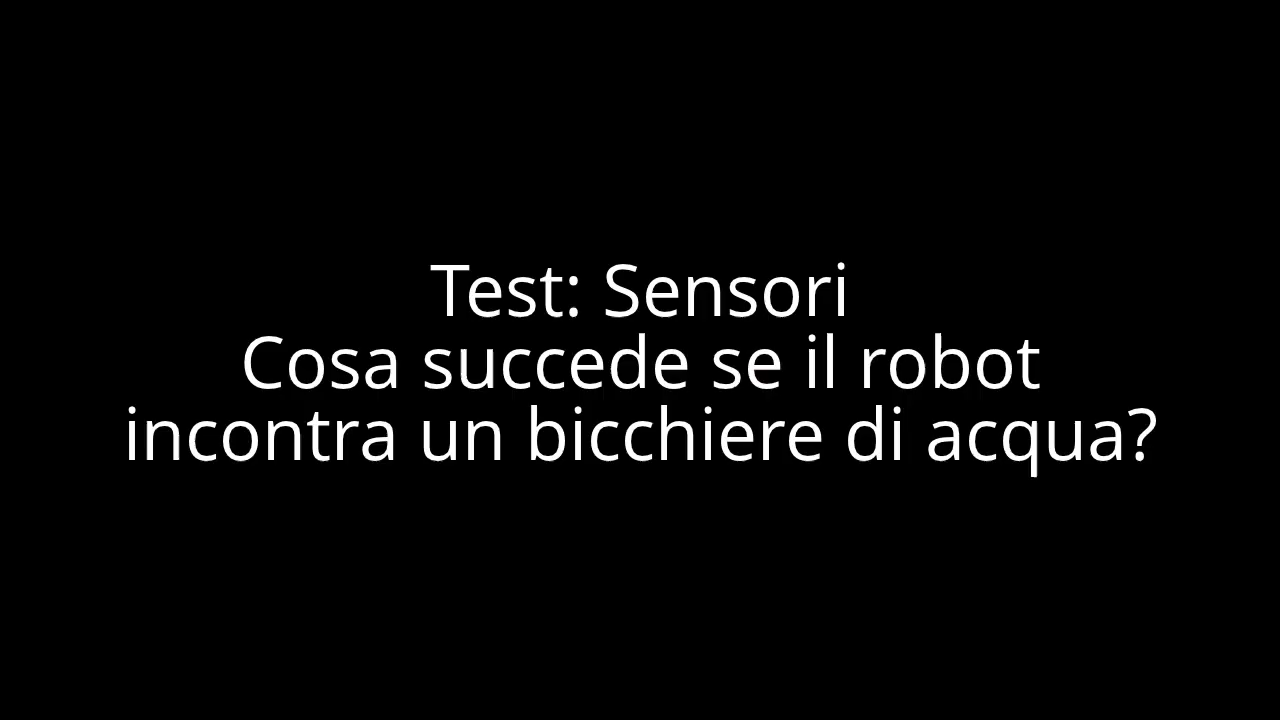 Test: Sensori
Cosa succede se il robot
incontra un bicchiere di acqua?